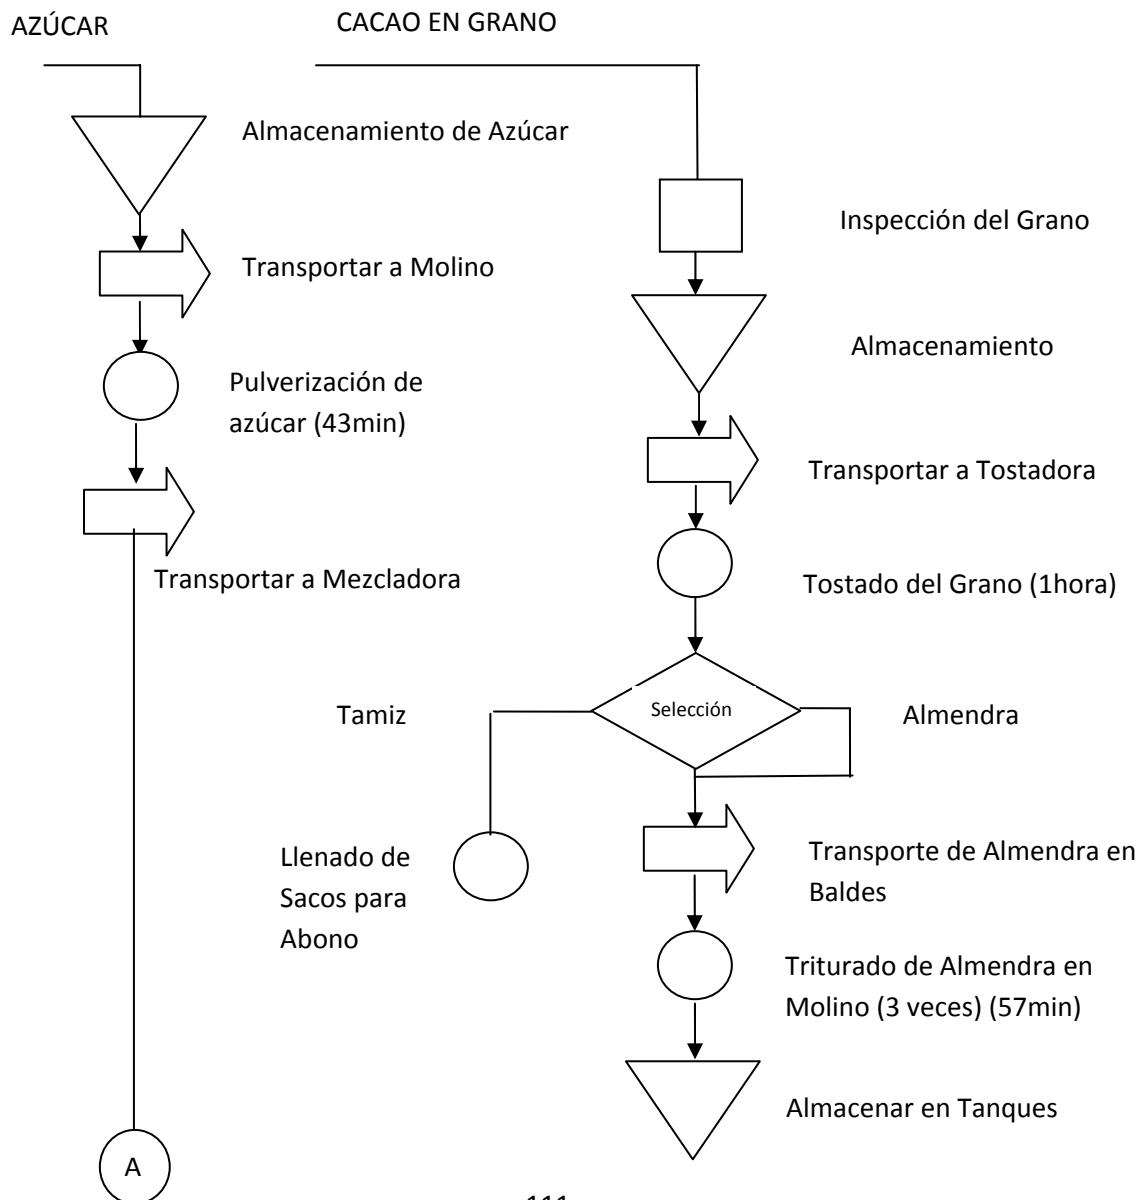 AZÚCAR
CACAO EN GRANO
Almacenamiento de Azúcar
Inspección del Grano
Transportar a Molino
Almacenamiento
Pulverización de
azúcar (43min)
Transportar a Tostadora
Transportar a Mezcladora
Tostado del Grano (1hora)
Tamiz
Selección
Almendra
Llenado de
Sacos para
Abono
Transporte de Almendra en
Baldes
Triturado de Almendra en
Molino (3 veces) (57min)
Almacenar en Tanques
A
111